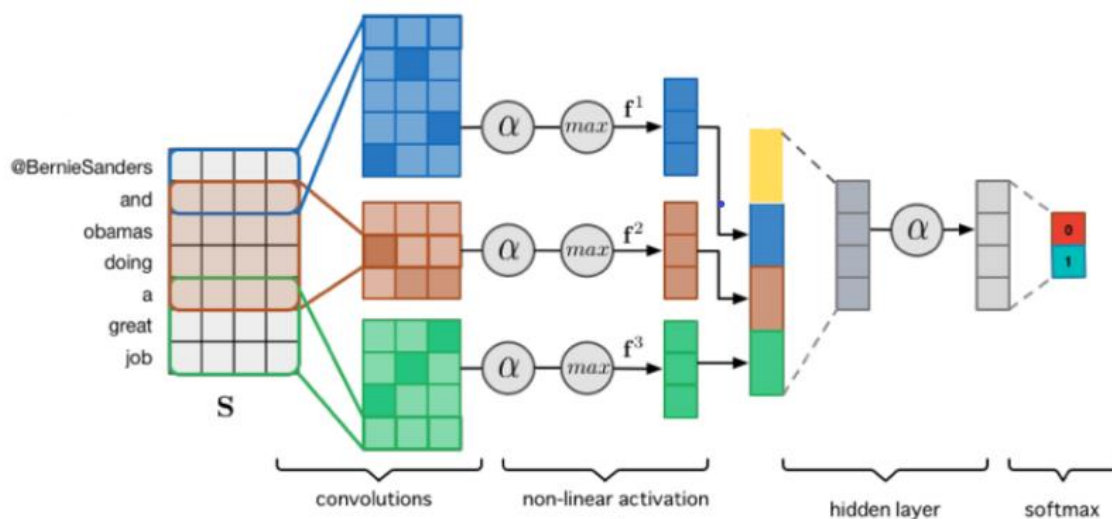 @BernieSanders
and
obamas
doing
a
great
job
S
α max f¹
α max f²
α max f³
α
0
1
convolutions
non-linear activation
hidden layer
softmax